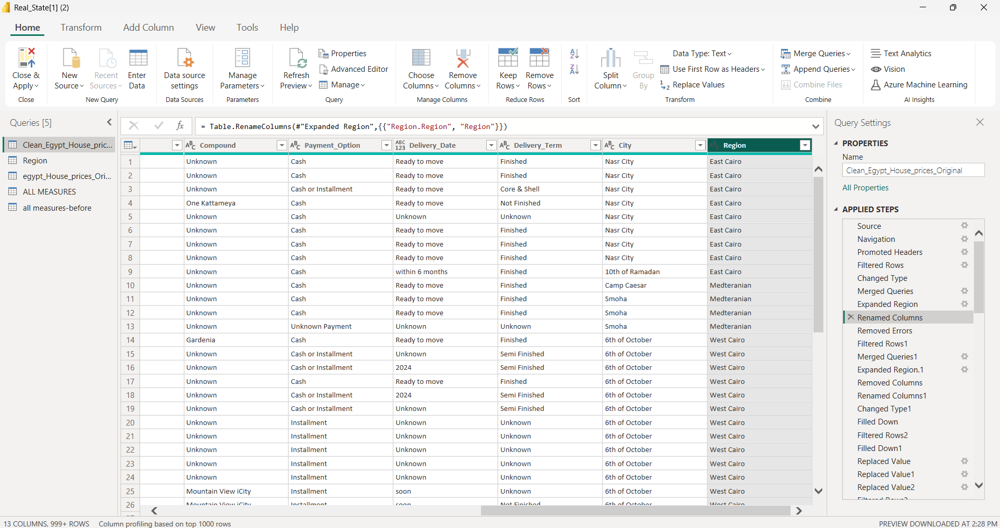 Real_State[1] (2)
Home Transform Add Column View Tools Help
Close & Apply
Close
New Source
Recent Sources
Enter Data
New Query
Data source settings
Data Sources
Manage Parameters
Parameters
Refresh Preview
Properties
Advanced Editor
Manage
Query
Choose Columns
Remove Columns
Manage Columns
Keep Rows
Remove Rows
Reduce Rows
Sort
Split Column
Group By
Data Type: Text
Use First Row as Headers
Replace Values
Transform
Merge Queries
Append Queries
Combine Files
Combine
Text Analytics
Vision
Azure Machine Learning
AI Insights
Queries [5]
Clean_Egypt_House_pric...
Region
egypt_House_prices_Ori...
ALL MEASURES
all measures-before
fx
= Table.RenameColumns(#"Expanded Region",{{"Region.Region", "Region"}})
ABC Compound ABC Payment_Option ABC 123 Delivery_Date ABC Delivery_Term ABC City ABC Region
1 Unknown Cash Ready to move Finished Nasr City East Cairo
2 Unknown Cash Ready to move Finished Nasr City East Cairo
3 Unknown Cash or Installment Ready to move Core & Shell Nasr City East Cairo
4 One Kattameya Cash Ready to move Not Finished Nasr City East Cairo
5 Unknown Cash Unknown Unknown Nasr City East Cairo
6 Unknown Cash Ready to move Finished Nasr City East Cairo
7 Unknown Cash Ready to move Finished Nasr City East Cairo
8 Unknown Cash Ready to move Finished Nasr City East Cairo
9 Unknown Cash within 6 months Finished 10th of Ramadan East Cairo
10 Unknown Cash Ready to move Finished Camp Caesar Medteranian
11 Unknown Cash Ready to move Finished Smoha Medteranian
12 Unknown Cash Ready to move Finished Smoha Medteranian
13 Unknown Unknown Payment Unknown Unknown Smoha Medteranian
14 Gardenia Cash Ready to move Finished 6th of October West Cairo
15 Unknown Cash or Installment Unknown Semi Finished 6th of October West Cairo
16 Unknown Cash or Installment 2024 Semi Finished 6th of October West Cairo
17 Unknown Cash Ready to move Finished 6th of October West Cairo
18 Unknown Cash or Installment 2024 Semi Finished 6th of October West Cairo
19 Unknown Cash or Installment Unknown Semi Finished 6th of October West Cairo
20 Unknown Installment Unknown Unknown 6th of October West Cairo
21 Unknown Installment Unknown Unknown 6th of October West Cairo
22 Unknown Installment Unknown Unknown 6th of October West Cairo
23 Unknown Installment Unknown Unknown 6th of October West Cairo
24 Unknown Installment Unknown Unknown 6th of October West Cairo
25 Mountain View iCity Installment soon Unknown 6th of October West Cairo
26 Mountain View iCity Installment soon Not Finished 6th of October West Cairo
Query Settings
PROPERTIES
Name
Clean_Egypt_House_prices_Original
All Properties
APPLIED STEPS
Source
Navigation
Promoted Headers
Filtered Rows
Changed Type
Merged Queries
Expanded Region
Renamed Columns
Removed Errors
Filtered Rows1
Merged Queries1
Expanded Region.1
Removed Columns
Renamed Columns1
Changed Type1
Filled Down
Filtered Rows2
Filled Down1
Replaced Value
Replaced Value1
Replaced Value2
13 COLUMNS, 999+ ROWS Column profiling based on top 1000 rows
PREVIEW DOWNLOADED AT 2:28 PM